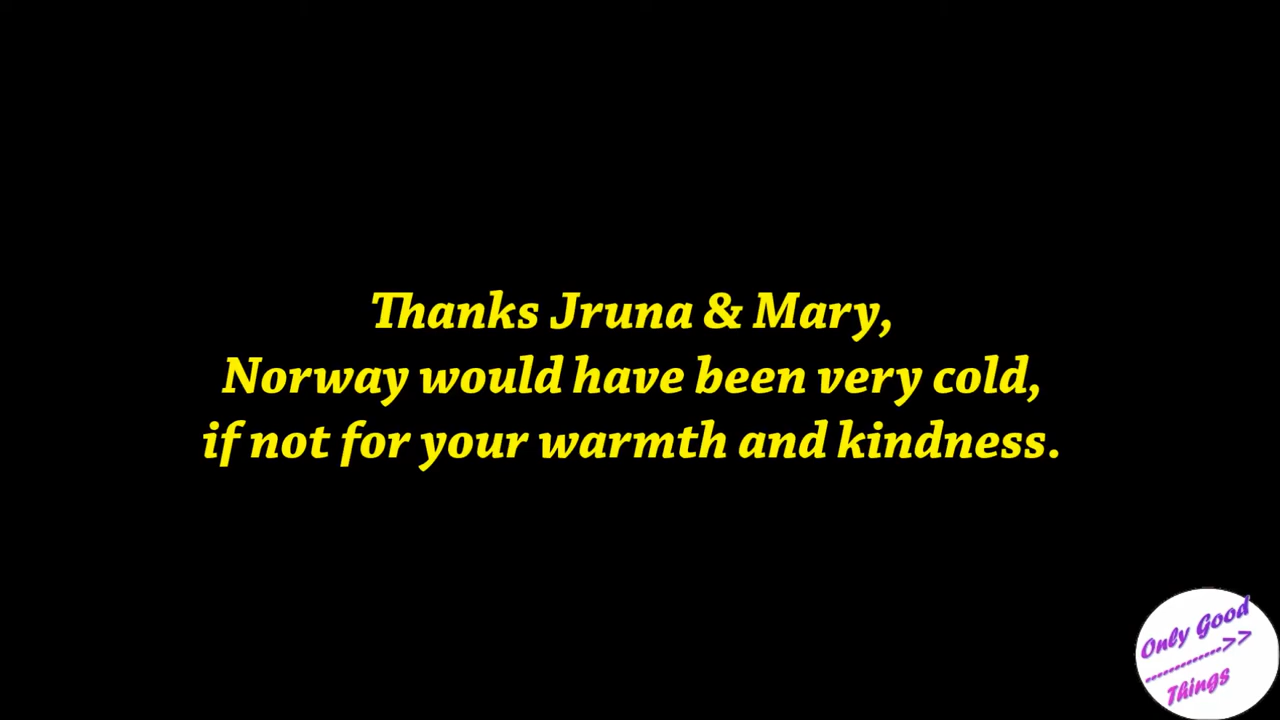 Thanks Jruna & Mary,
Norway would have been very cold,
if not for your warmth and kindness.
Only Good
.............>>
Things